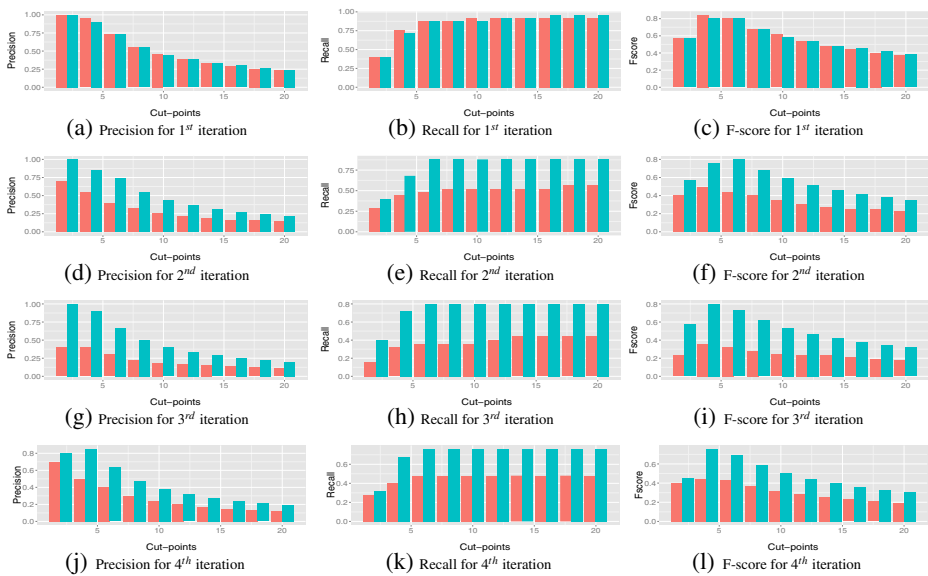 Precision
1.00
0.75
0.50
0.25
0.00
5
10
15
20
Cut-points
(a) Precision for 1st iteration
Recall
0.75
0.50
0.25
0.00
5
10
15
20
Cut-points
(b) Recall for 1st iteration
Fscore
0.8
0.6
0.4
0.2
0.0
5
10
15
20
Cut-points
(c) F-score for 1st iteration
Precision
1.00
0.75
0.50
0.25
0.00
5
10
15
20
Cut-points
(d) Precision for 2nd iteration
Recall
0.75
0.50
0.25
0.00
5
10
15
20
Cut-points
(e) Recall for 2nd iteration
Fscore
0.8
0.6
0.4
0.2
0.0
5
10
15
20
Cut-points
(f) F-score for 2nd iteration
Precision
1.00
0.75
0.50
0.25
0.00
5
10
15
20
Cut-points
(g) Precision for 3rd iteration
Recall
0.8
0.6
0.4
0.2
0.0
5
10
15
20
Cut-points
(h) Recall for 3rd iteration
Fscore
0.8
0.6
0.4
0.2
0.0
5
10
15
20
Cut-points
(i) F-score for 3rd iteration
Precision
0.8
0.6
0.4
0.2
0.0
5
10
15
20
Cut-points
(j) Precision for 4th iteration
Recall
0.6
0.4
0.2
0.0
5
10
15
20
Cut-points
(k) Recall for 4th iteration
Fscore
0.6
0.4
0.2
0.0
5
10
15
20
Cut-points
(l) F-score for 4th iteration